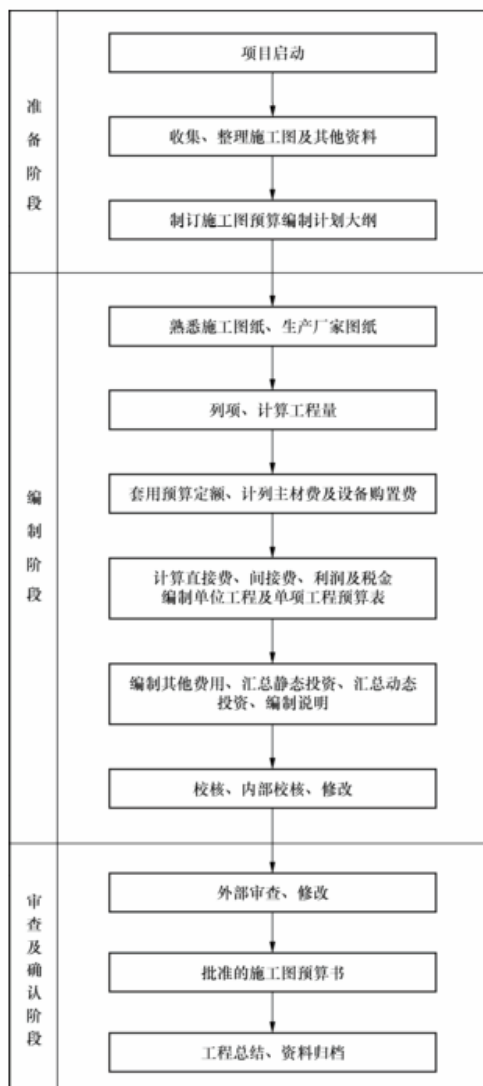 准备阶段
项目启动
收集、整理施工图及其他资料
制订施工图预算编制计划大纲
编制阶段
熟悉施工图纸、生产厂家图纸
列项、计算工程量
套用预算定额、计列主材费及设备购置费
计算直接费、间接费、利润及税金
编制单位工程及单项工程预算表
编制其他费用、汇总静态投资、汇总动态
投资、编制说明
校核、内部校核、修改
审查及确认阶段
外部审查、修改
批准的施工图预算书
工程总结、资料归档